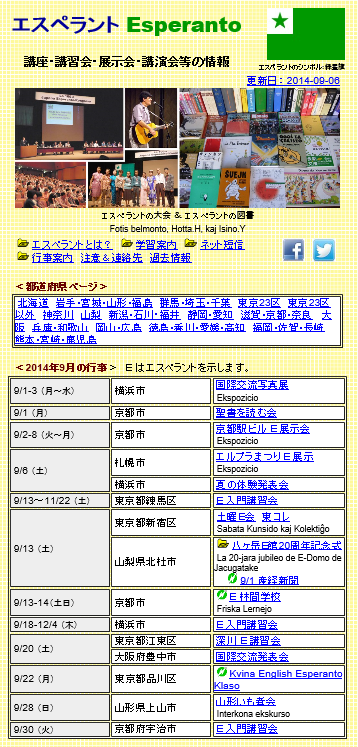 エスペラント Esperanto
講座・講習会・展示会・講演会等の情報
エスペラントのシンボル:緑星旗
更新日: 2014-09-06
エスペラントの大会 & エスペラントの図書
Fotis belmonto, Hotta.H, kaj Isino.Y
エスペラントとは? 学習案内 ネット短信
行事案内 注意&連絡先 過去情報
<都道府県ページ>
北海道 岩手・宮城・山形・福島 群馬・埼玉・千葉 東京23区 東京23区
以外 神奈川 山梨 新潟・石川・福井 静岡・愛知 滋賀・京都・奈良 大
阪 兵庫・和歌山 岡山・広島 徳島・香川・愛媛・高知 福岡・佐賀・長崎
熊本・宮崎・鹿児島
<2014年9月の行事> Eはエスペラントを示します。
9/1-3 (月~水) 横浜市 国際交流写真展
Ekspozicio
9/1 (月) 京都市 聖書を読む会
9/2-8 (火~月) 京都市 京都駅ビル E 展示会
Ekspozicio
9/6 (土) 札幌市 エルプラまつり E 展示
Ekspozicio
横浜市 夏の体験発表会
9/13~11/22 (土) 東京都練馬区 E 入門講習会
9/13 (土) 東京都新宿区 土曜E会 東コレ
Sabata Kunsido kaj Kolektiĝo
山梨県北杜市 八ヶ岳E館20周年記念式
La 20-jara jubileo de E-Domo de
Jacugatake
9/1 産経新聞
9/13-14(土日) 京都市 E 林間学校
Friska Lernejo
9/18-12/4 (木) 横浜市 E 入門講習会
9/20 (土) 東京都江東区 深川 E 講習会
大阪府豊中市 国際交流発表会
9/22 (月) 東京都品川区 Kvina English Esperanto
Klaso
9/28 (日) 山形県上山市 山形いも煮会
Interkona ekskurso
9/30 (火) 京都府宇治市 E 入門講習会